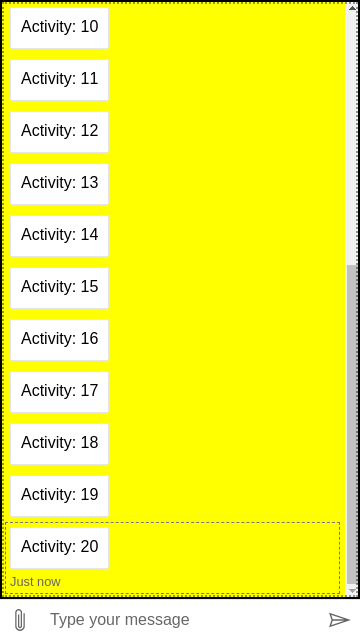 Activity: 10
Activity: 11
Activity: 12
Activity: 13
Activity: 14
Activity: 15
Activity: 16
Activity: 17
Activity: 18
Activity: 19
Activity: 20
Just now
Type your message